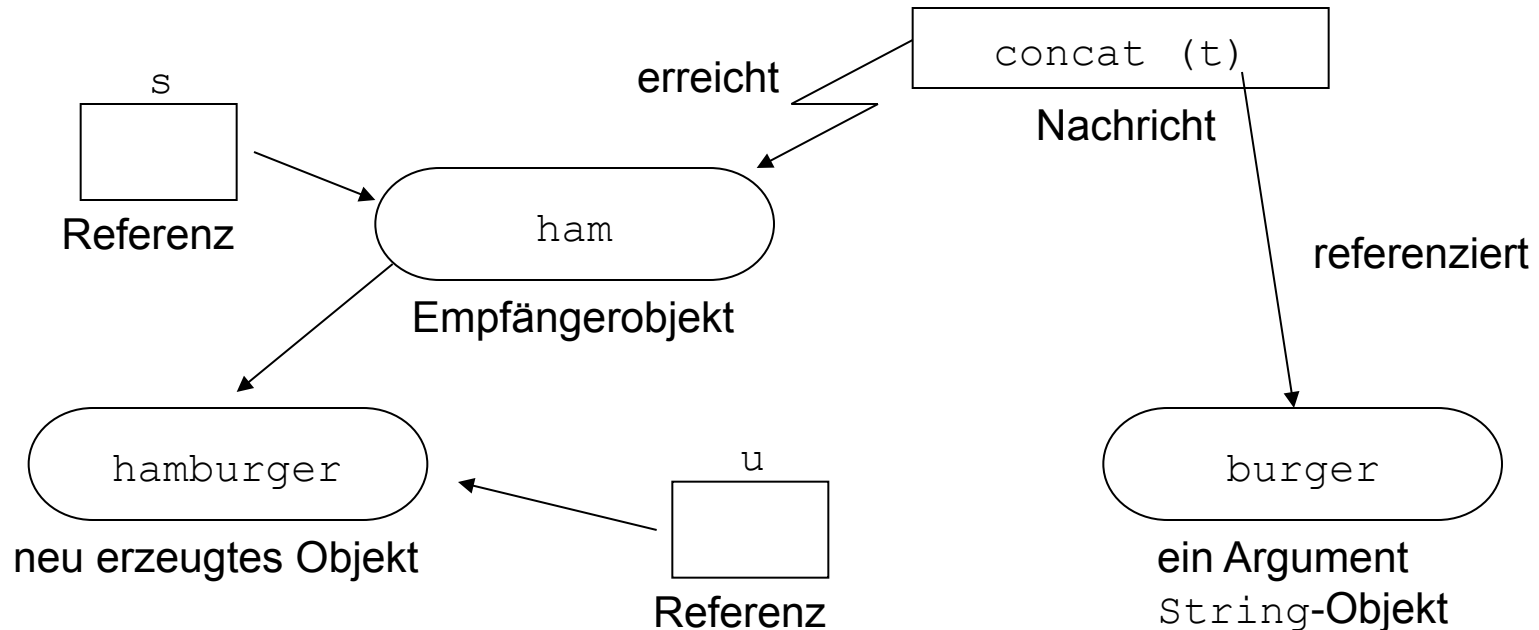 concat (t)
erreicht
s
Nachricht
Referenz
ham
referenziert
Empfängerobjekt
hamburger
u
burger
neu erzeugtes Objekt
Referenz
ein Argument
String-Objekt